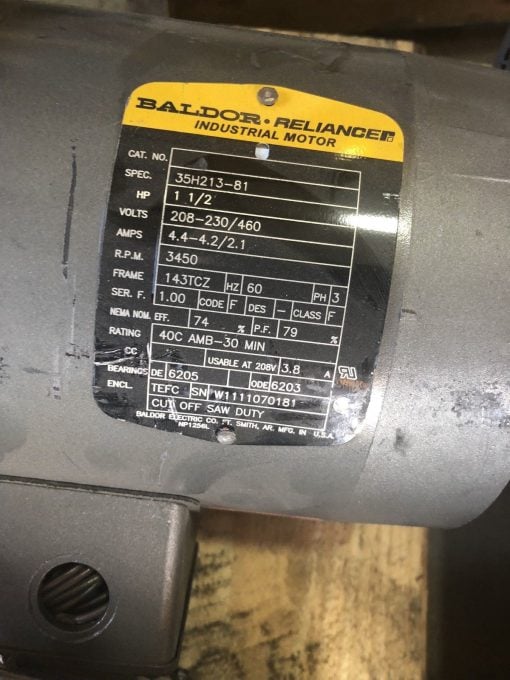 BALDOR • RELIANCER
INDUSTRIAL MOTOR
CAT. NO.
SPEC. 35H213-81
HP 1 1/2
VOLTS 208-230/460
AMPS 4.4-4.2/2.1
R.P.M. 3450
FRAME 143TCZ HZ 60 PH 3
SER. F. 1.00 CODE F DES - CLASS F
NEMA NOM. EFF. 74 % P.F. 79 %
RATING 40C AMB-30 MIN
CC USABLE AT 208V 3.8 A
BEARINGS DE 6205 ODE 6203
ENCL. TEFC SN W1111070181
CUT OFF SAW DUTY
BALDOR ELECTRIC CO. FT. SMITH, AR. MFG. IN U.S.A.
NP1256L